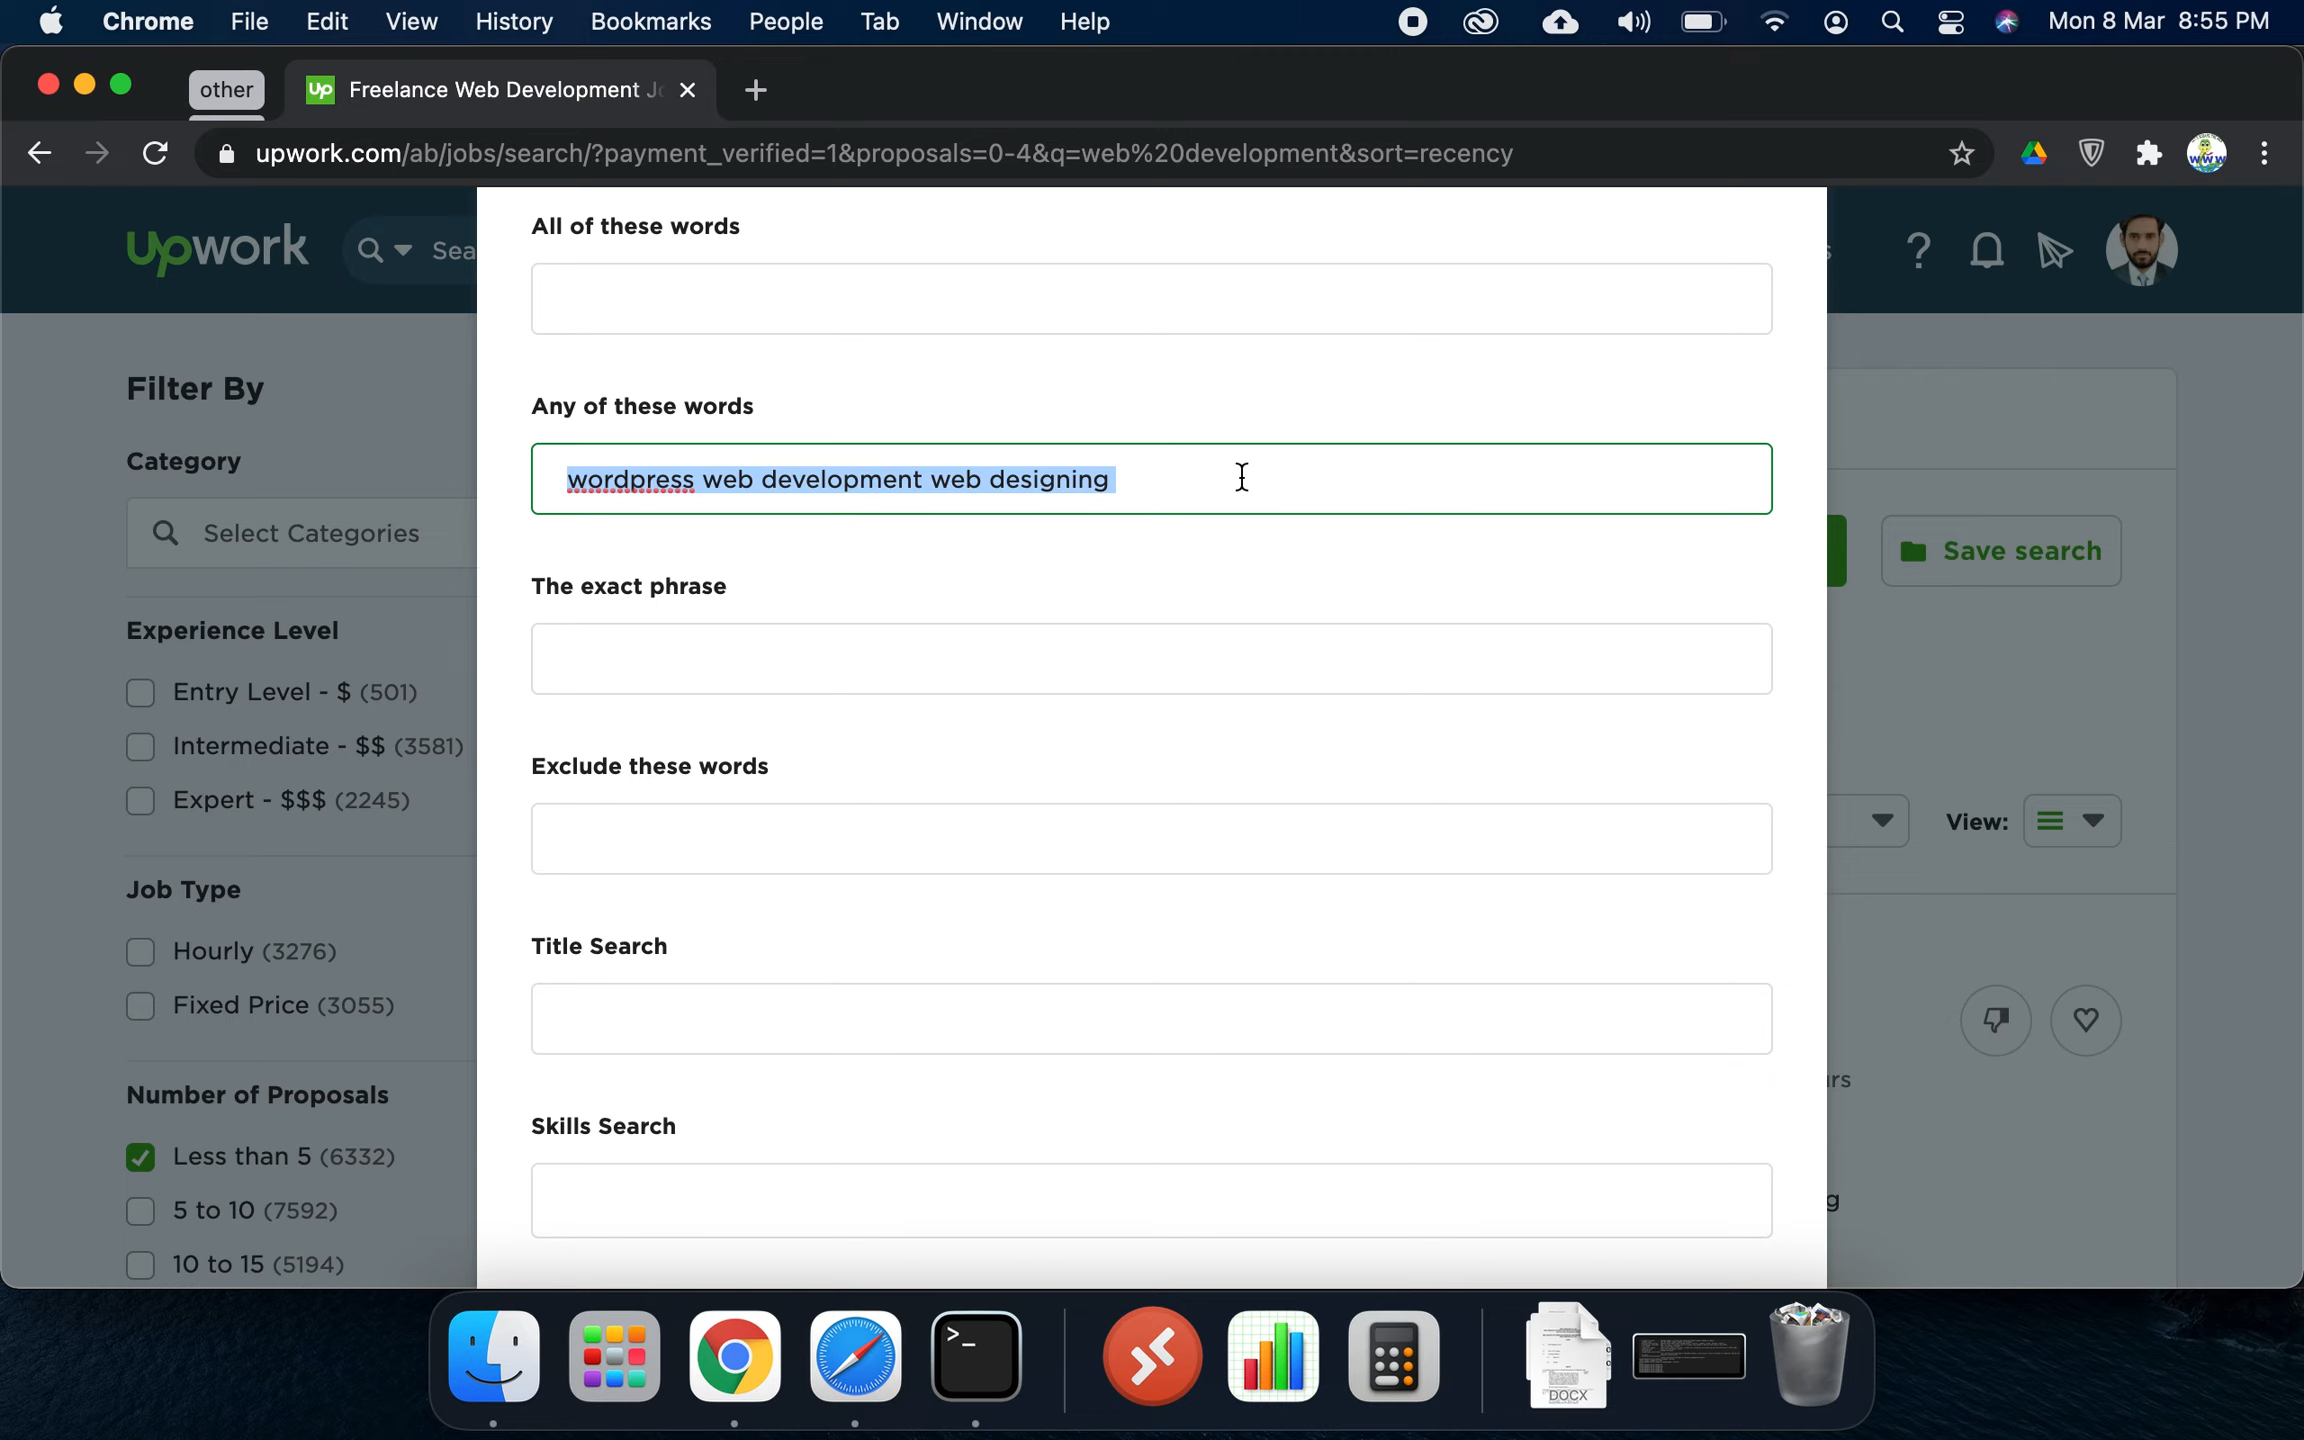 Chrome File Edit View History Bookmarks People Tab Window Help Mon 8 Mar 8:55 PM
other Up Freelance Web Development
upwork.com/ab/jobs/search/?payment_verified=1&proposals=0-4&q=web%20development&sort=recency
upwork Sea
All of these words
Any of these words
wordpress web development web designing
The exact phrase
Exclude these words
Title Search
Skills Search
Filter By
Category
Select Categories
Experience Level
Entry Level - $ (501)
Intermediate - $$ (3581)
Expert - $$$ (2245)
Job Type
Hourly (3276)
Fixed Price (3055)
Number of Proposals
Less than 5 (6332)
5 to 10 (7592)
10 to 15 (5194)
Save search
View:
g
DOCX